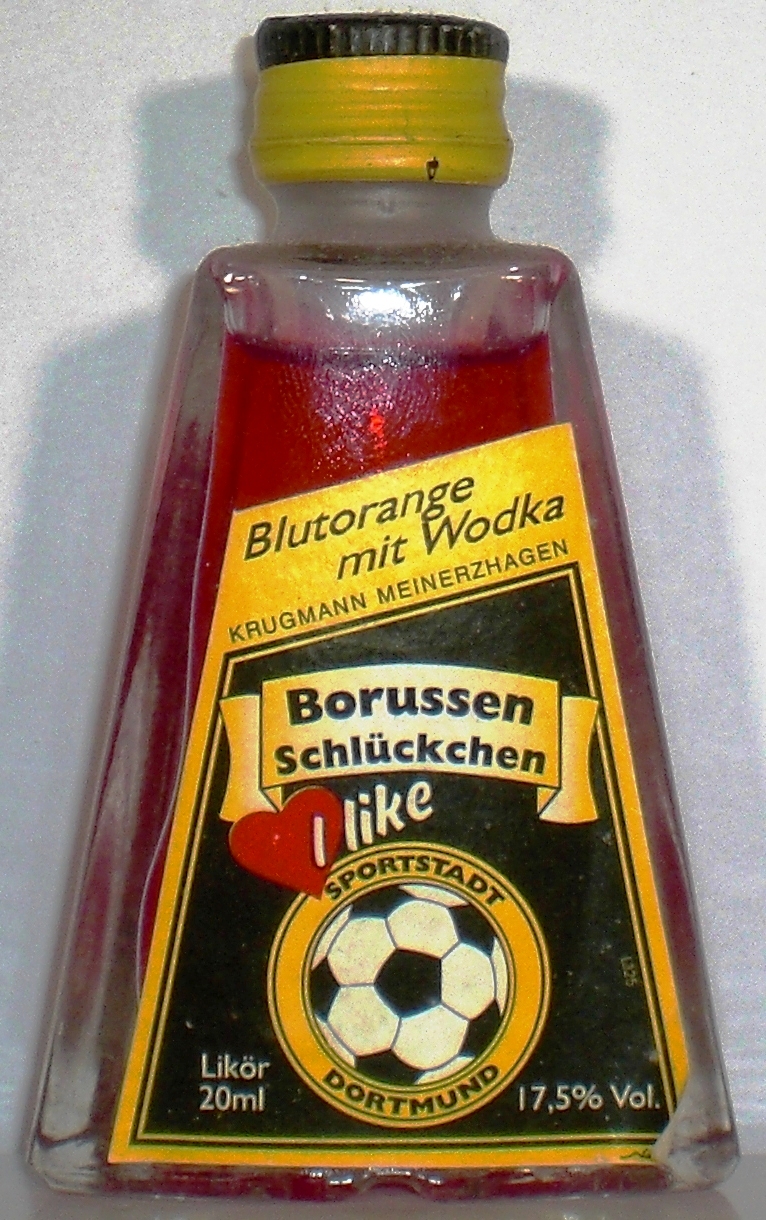 Blutorange
mit Wodka
KRUGMANN MEINERZHAGEN
Borussen
Schlückchen
I like
SPORTSTADT
DORTMUND
Likör
20ml
17,5% Vol.